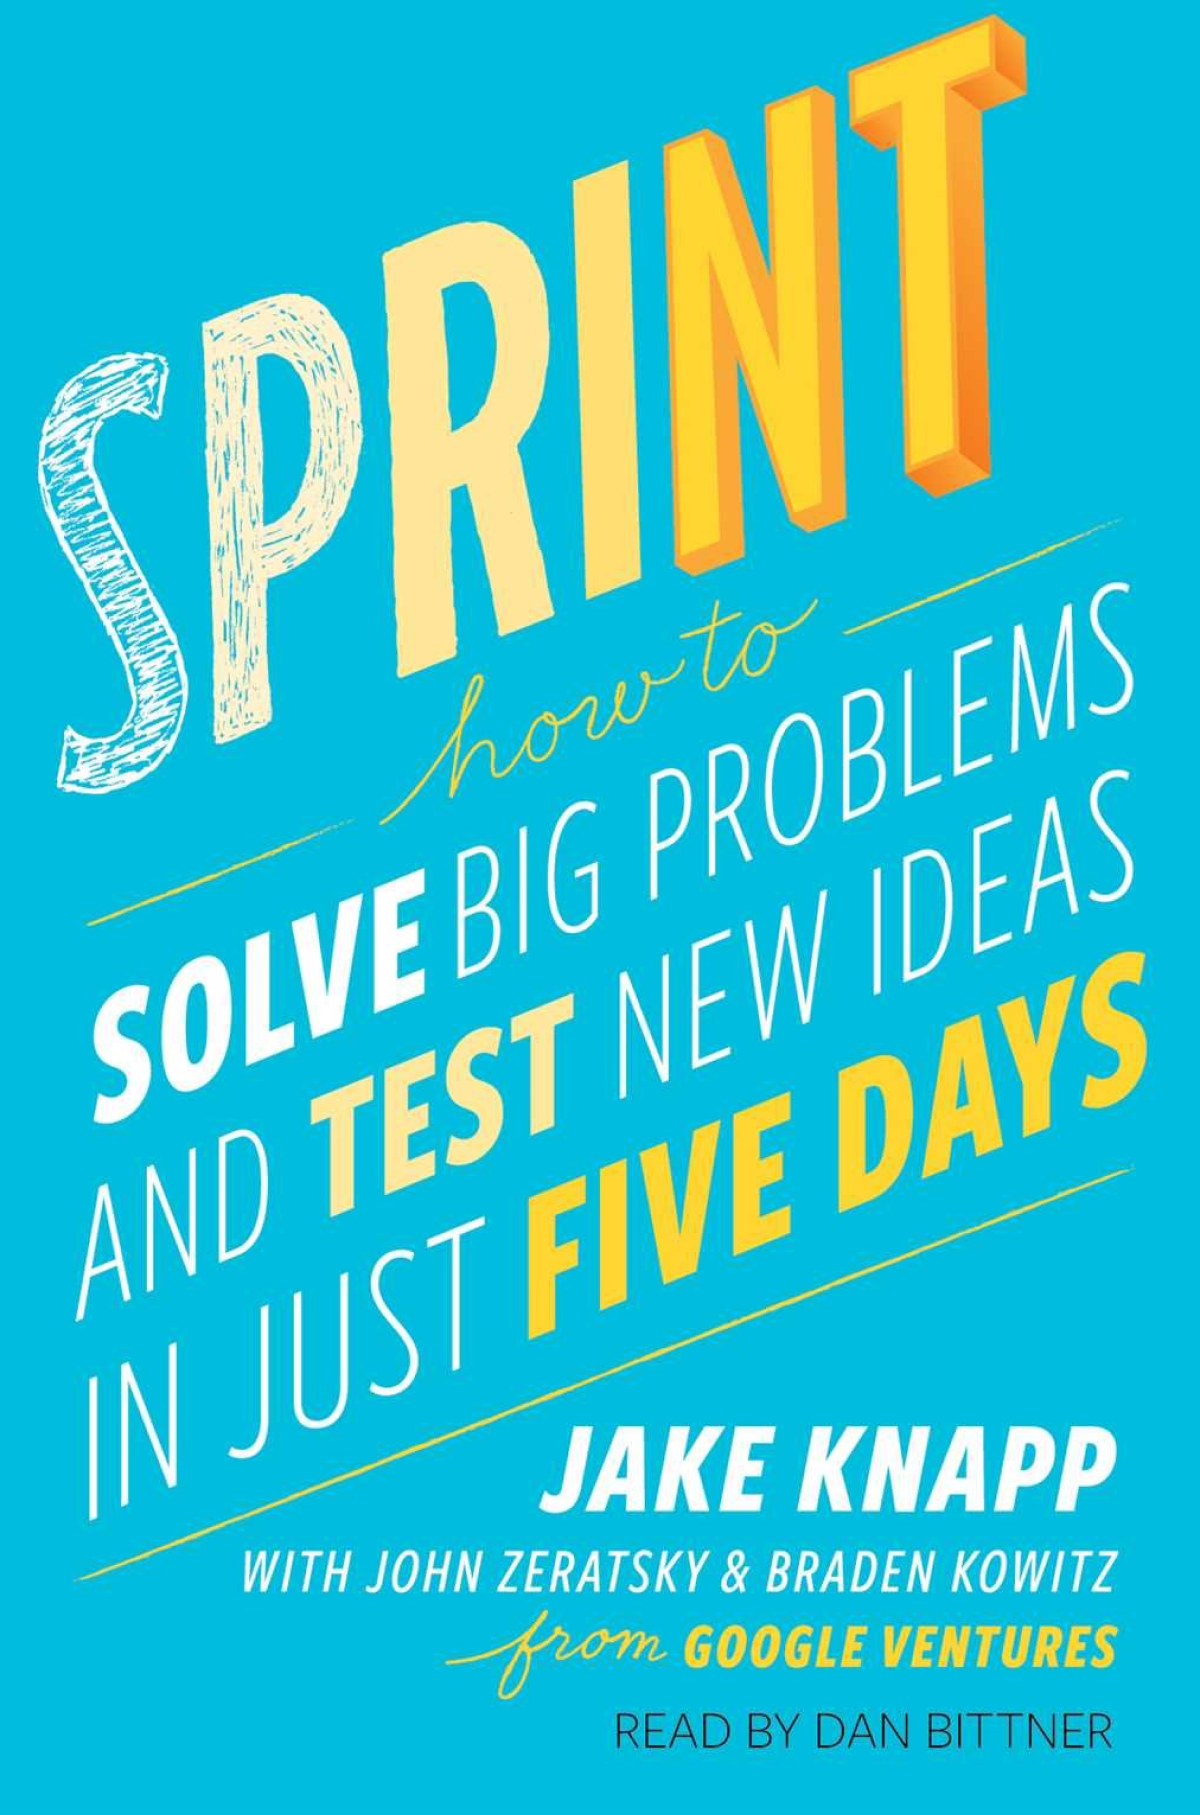 SPRINT
how to
SOLVE BIG PROBLEMS
AND TEST NEW IDEAS
IN JUST FIVE DAYS
JAKE KNAPP
WITH JOHN ZERATSKY & BRADEN KOWITZ
from GOOGLE VENTURES
READ BY DAN BITTNER